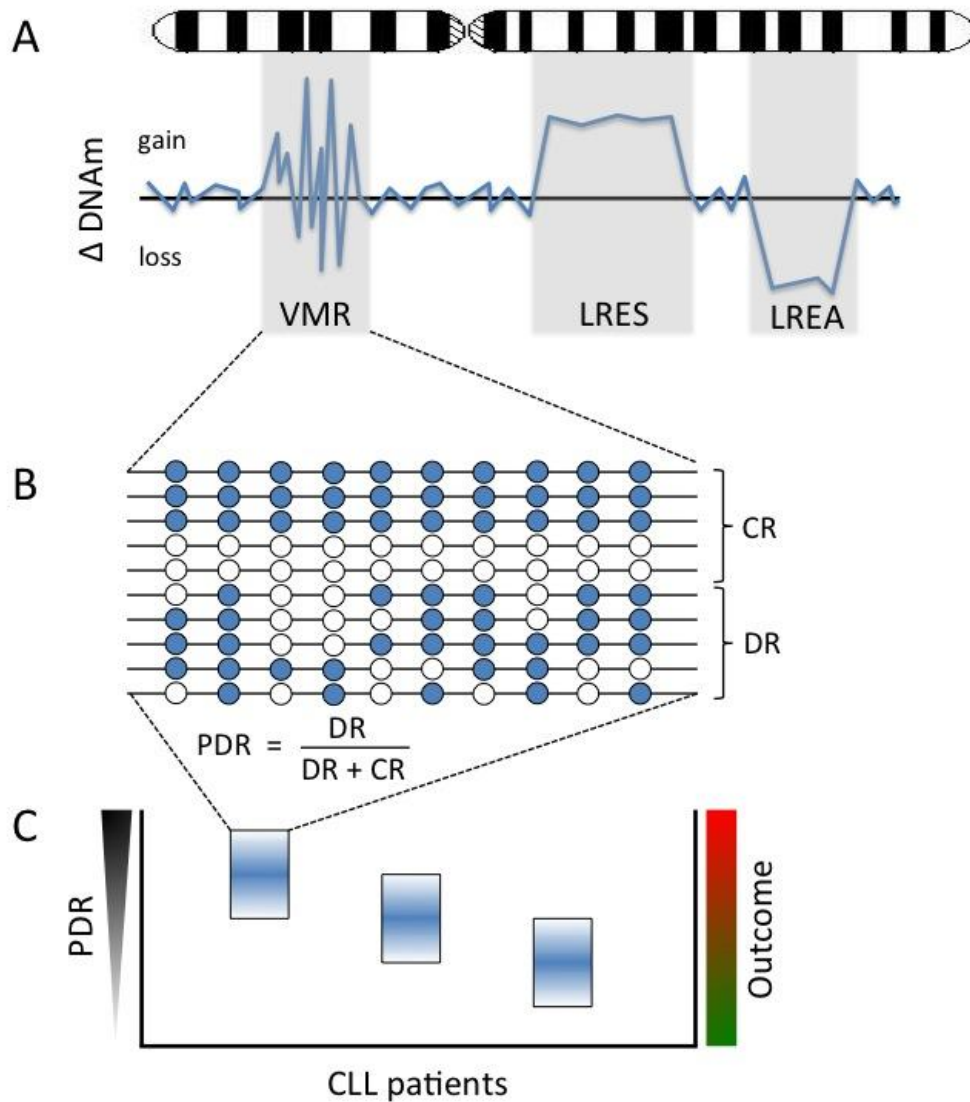 A
gain
Δ DNAm
loss
VMR
LRES
LREA
B
CR
DR
PDR = DR
DR + CR
C
PDR
Outcome
CLL patients